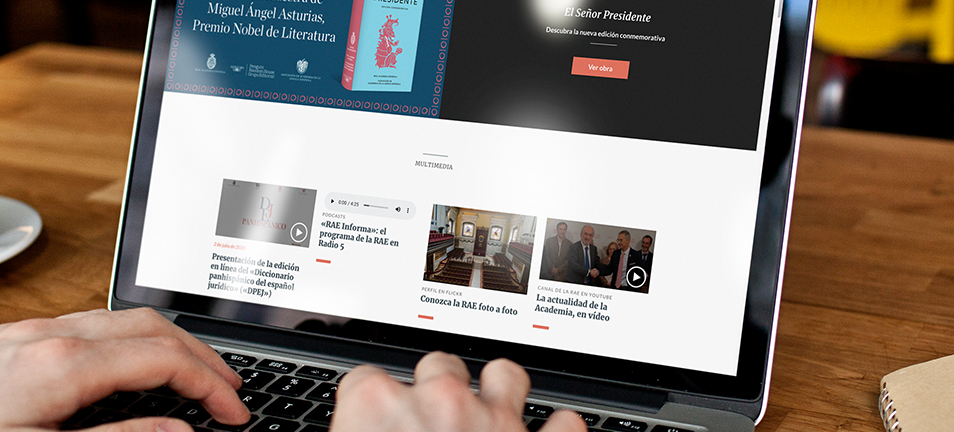 Miguel Ángel Asturias,
Premio Nobel de Literatura
PRESIDENTE
El Señor Presidente
Descubra la nueva edición conmemorativa
Ver obra
MULTIMEDIA
2 de julio de 2020
Presentación de la edición
en línea del «Diccionario
panhispánico del español
jurídico» («DPEJ»)
0:00 / 4:25
PODCASTS
«RAE Informa»: el
programa de la RAE en
Radio 5
PERFIL EN FLICKR
Conozca la RAE foto a foto
CANAL DE LA RAE EN YOUTUBE
La actualidad de la
Academia, en vídeo